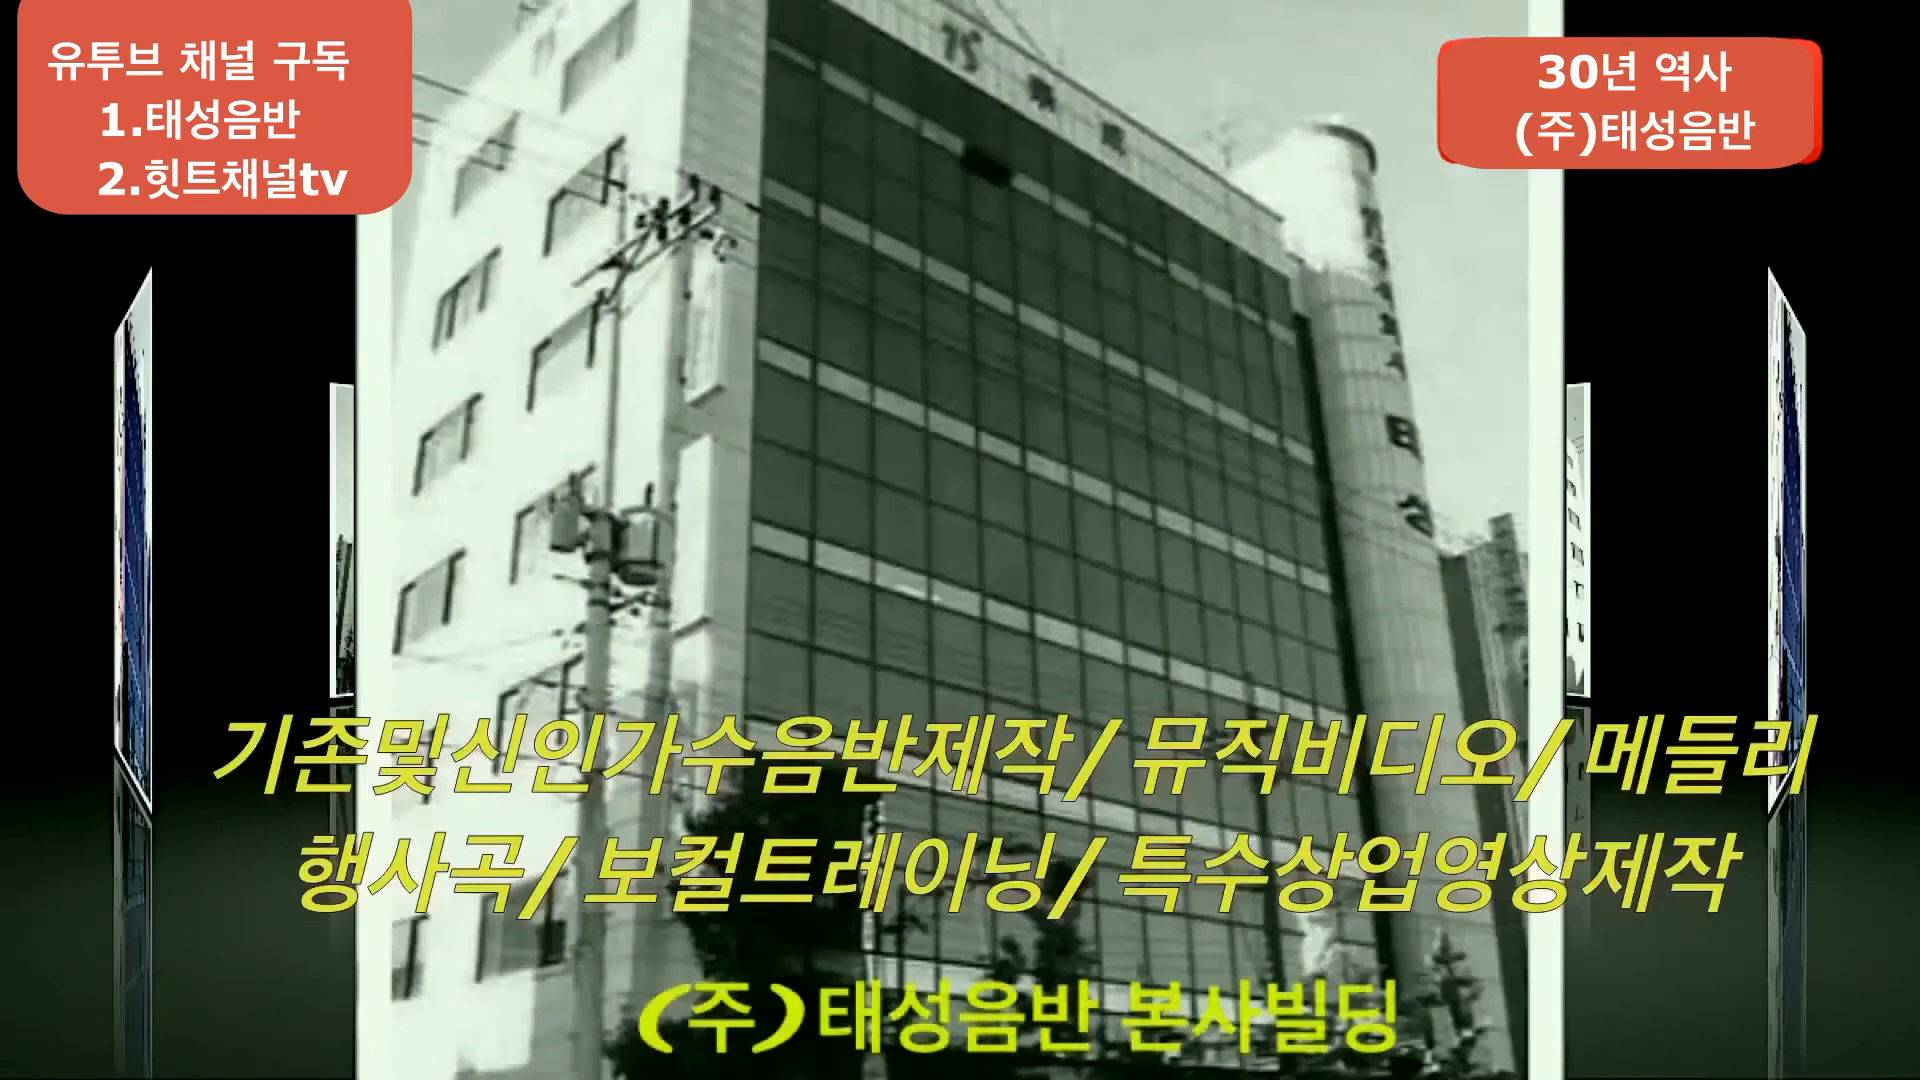 유투브 채널 구독
1.태성음반
2.힛트채널tv
30년 역사
(주)태성음반
기존및신인가수음반제작/ 뮤직비디오/ 메들리
행사곡/ 보컬트레이닝/ 특수상업영상제작
(주)태성음반 본사빌딩